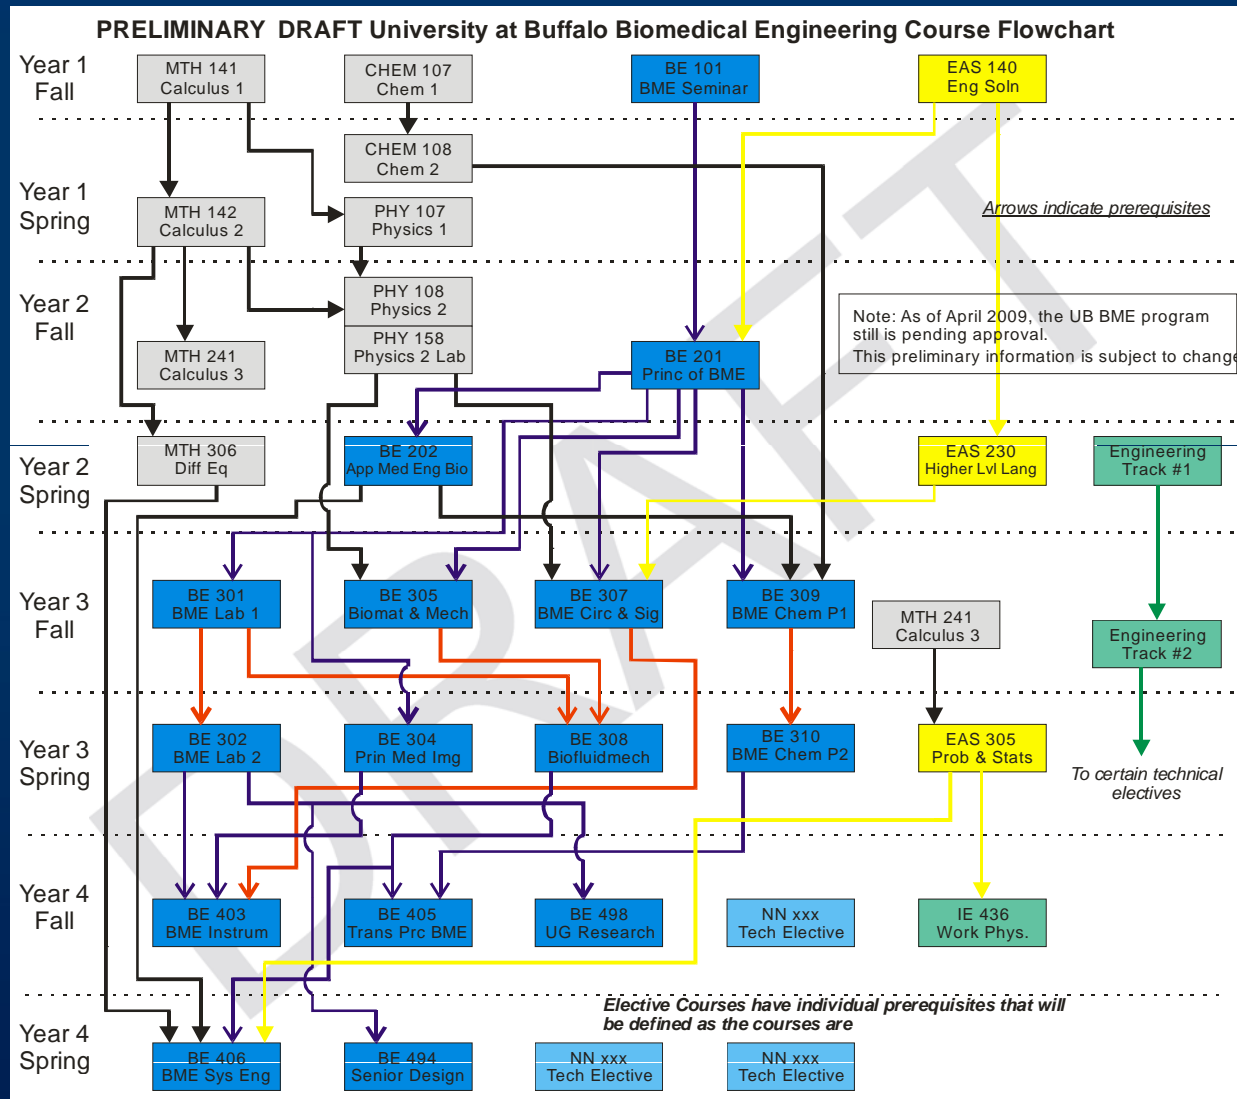 PRELIMINARY DRAFT University at Buffalo Biomedical Engineering Course Flowchart
Year 1
Fall
MTH 141
Calculus 1
CHEM 107
Chem 1
BE 101
BME Seminar
EAS 140
Eng Soln
Year 1
Spring
CHEM 108
Chem 2
MTH 142
Calculus 2
PHY 107
Physics 1
Arrows indicate prerequisites
Year 2
Fall
PHY 108
Physics 2
PHY 158
Physics 2 Lab
MTH 241
Calculus 3
BE 201
Princ of BME
Note: As of April 2009, the UB BME program
still is pending approval.
This preliminary information is subject to change
Year 2
Spring
MTH 306
Diff Eq
BE 202
App Med Eng Bio
EAS 230
Higher Lvl Lang
Engineering
Track #1
Year 3
Fall
BE 301
BME Lab 1
BE 305
Biomat & Mech
BE 307
BME Circ & Sig
BE 309
BME Chem P1
MTH 241
Calculus 3
Engineering
Track #2
Year 3
Spring
BE 302
BME Lab 2
BE 304
Prin Med Img
BE 308
Biofluidmech
BE 310
BME Chem P2
EAS 305
Prob & Stats
To certain technical
electives
Year 4
Fall
BE 403
BME Instrum
BE 405
Trans Prc BME
BE 498
UG Research
NN xxx
Tech Elective
IE 436
Work Phys.
Elective Courses have individual prerequisites that will
be defined as the courses are
Year 4
Spring
BE 406
BME Sys Eng
BE 494
Senior Design
NN xxx
Tech Elective
NN xxx
Tech Elective
DRAFT